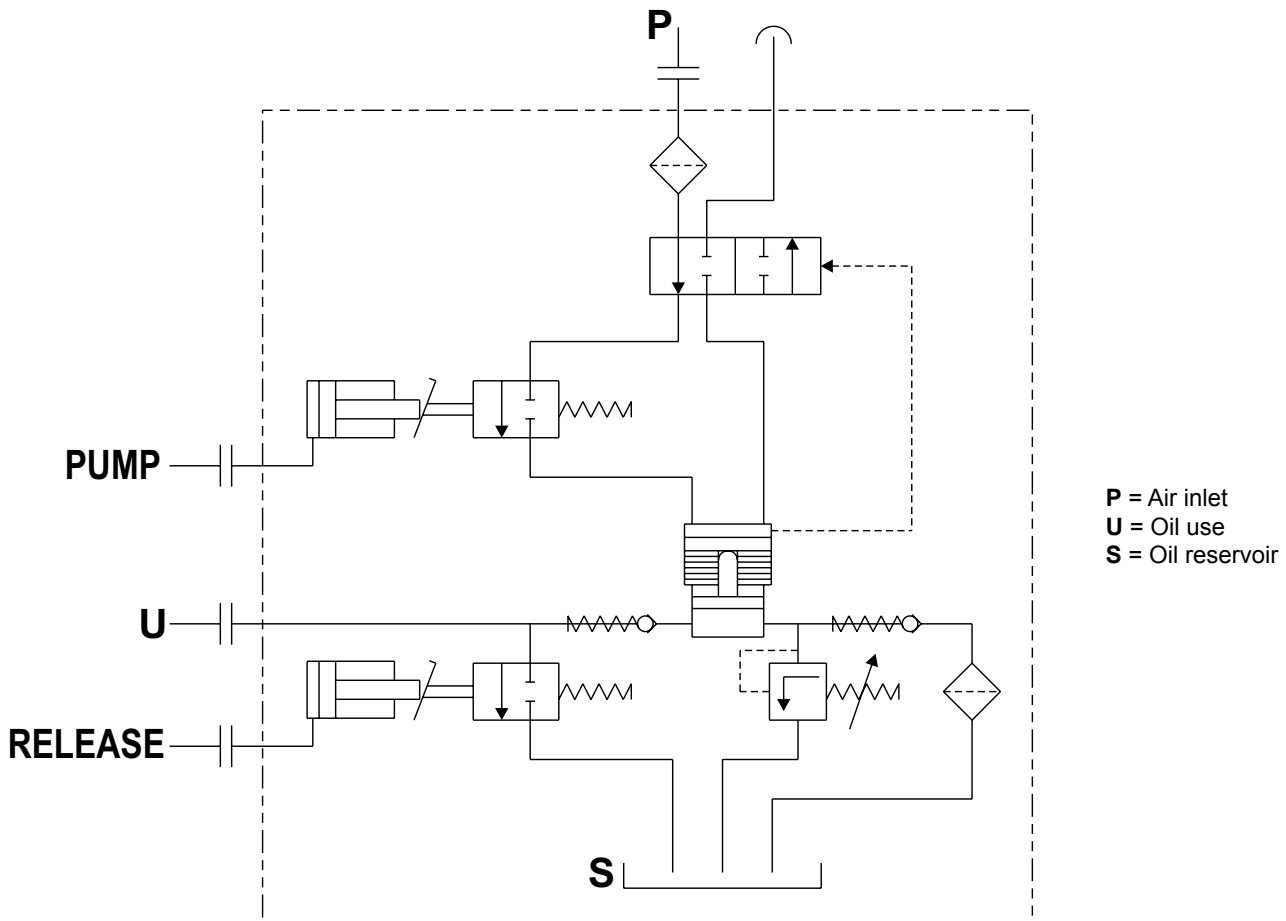 P
PUMP
P = Air inlet
U = Oil use
S = Oil reservoir
U
RELEASE
S